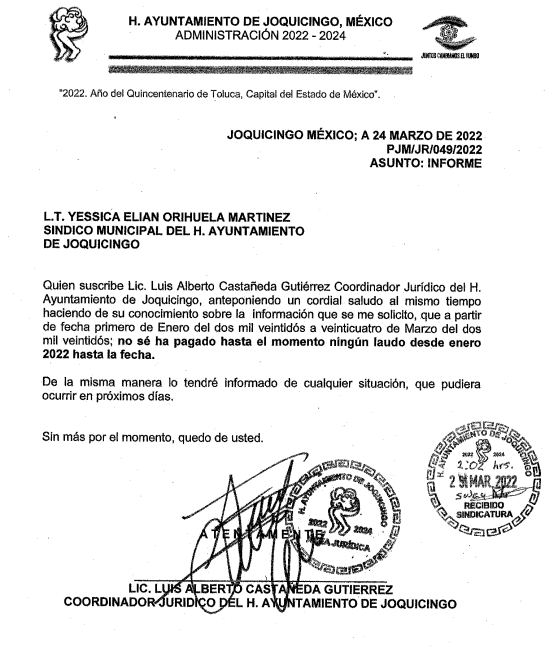 H. AYUNTAMIENTO DE JOQUICINGO, MÉXICO
ADMINISTRACIÓN 2022 - 2024
JUNTOS CAMBIAMOS EL RUMBO
"2022. Año del Quincentenario de Toluca, Capital del Estado de México".
JOQUICINGO MÉXICO; A 24 MARZO DE 2022
PJM/JR/049/2022
ASUNTO: INFORME
L.T. YESSICA ELIAN ORIHUELA MARTINEZ
SINDICO MUNICIPAL DEL H. AYUNTAMIENTO
DE JOQUICINGO
Quien suscribe Lic. Luis Alberto Castañeda Gutiérrez Coordinador Jurídico del H.
Ayuntamiento de Joquicingo, anteponiendo un cordial saludo al mismo tiempo
haciendo de su conocimiento sobre la información que se me solicito, que a partir
de fecha primero de Enero del dos mil veintidós a veinticuatro de Marzo del dos
mil veintidós; no sé ha pagado hasta el momento ningún laudo desde enero
2022 hasta la fecha.
De la misma manera lo tendré informado de cualquier situación, que pudiera
ocurrir en próximos días.
Sin más por el momento, quedo de usted.
H. AYUNTAMIENTO DE JOQUICINGO
2022 2024
2:02 hrs.
MAR. 2022
RECIBIDO
SINDICATURA
H. AYUNTAMIENTO DE JOQUICINGO
2022 2024
JURÍDICA
ATENTAMENTE
LIC. LUIS ALBERTO CASTAÑEDA GUTIERREZ
COORDINADOR JURIDICO DEL H. AYUNTAMIENTO DE JOQUICINGO